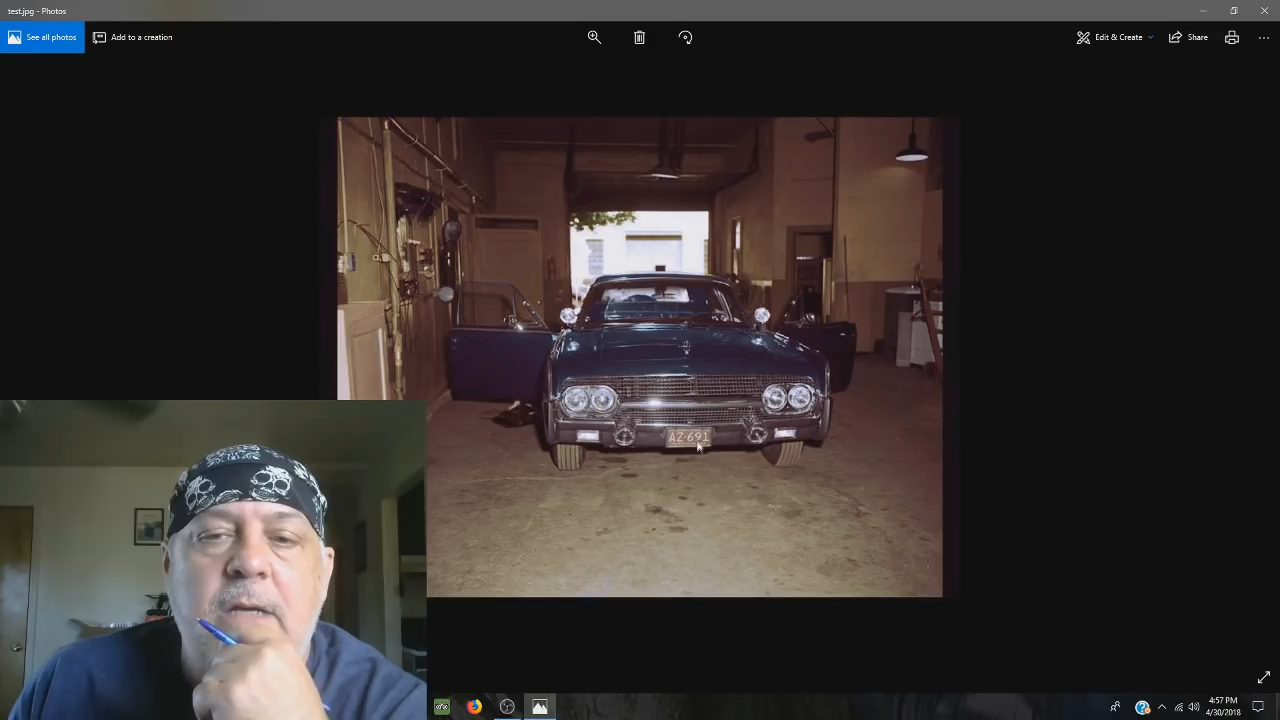 test.jpg - Photos
See all photos
Add to a creation
Edit & Create
Share
AZ·691
4:57 PM
4/30/2018